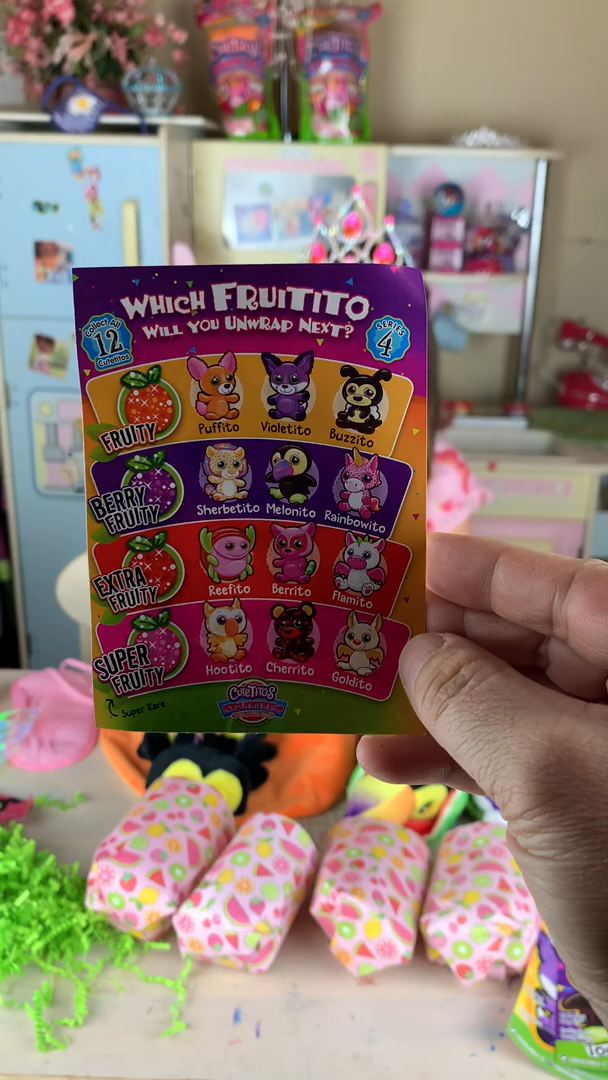 WHICH FRUITITO
WILL YOU UNWRAP NEXT?
Collect All
12
Cutetitos
SERIES
4
FRUITY
Puffito
Violetito
Buzzito
BERRY
FRUITY
Sherbetito
Melonito
Rainbowito
EXTRA
FRUITY
Reefito
Berrito
Flamito
SUPER
FRUITY
Hootito
Cherrito
Goldito
Super Rare
CUTETITOS